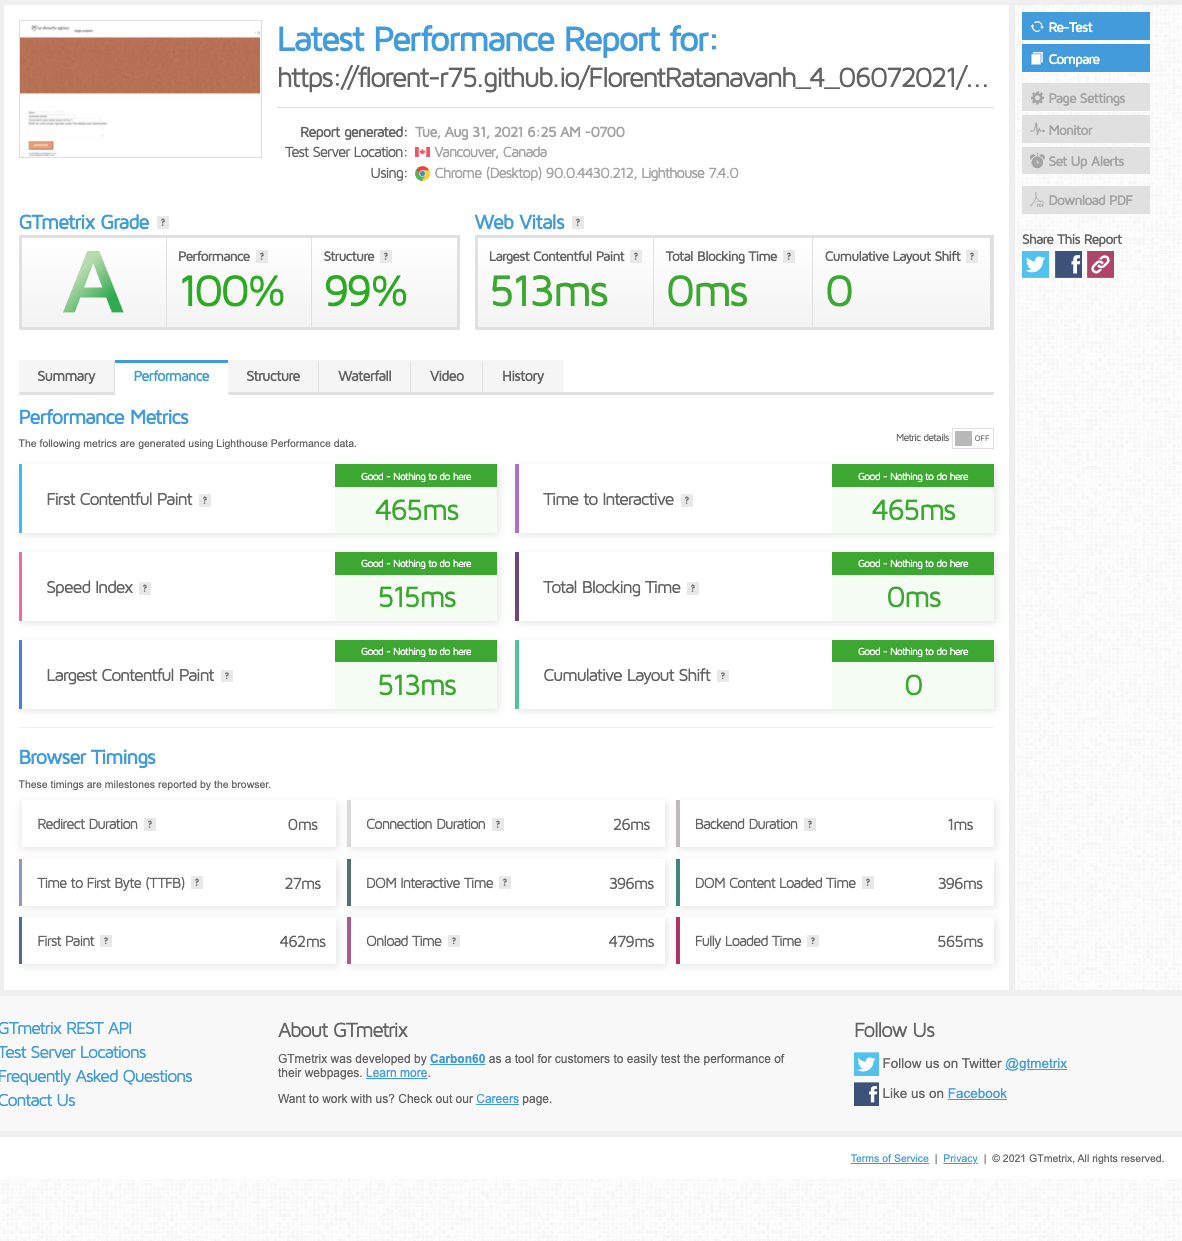 Latest Performance Report for:
https://florent-r75.github.io/FlorentRatanavanh_4_06072021/...
Report generated: Tue, Aug 31, 2021 6:25 AM -0700
Test Server Location: Vancouver, Canada
Using: Chrome (Desktop) 90.0.4430.212, Lighthouse 7.4.0
Re-Test
Compare
Page Settings
Monitor
Set Up Alerts
Download PDF
Share This Report
GTmetrix Grade ?
A
Performance ?
100%
Structure ?
99%
Web Vitals ?
Largest Contentful Paint ?
513ms
Total Blocking Time ?
0ms
Cumulative Layout Shift ?
0
Summary Performance Structure Waterfall Video History
Performance Metrics
The following metrics are generated using Lighthouse Performance data.
Metric details OFF
First Contentful Paint ?
Good - Nothing to do here
465ms
Time to Interactive ?
Good - Nothing to do here
465ms
Speed Index ?
Good - Nothing to do here
515ms
Total Blocking Time ?
Good - Nothing to do here
0ms
Largest Contentful Paint ?
Good - Nothing to do here
513ms
Cumulative Layout Shift ?
Good - Nothing to do here
0
Browser Timings
These timings are milestones reported by the browser.
Redirect Duration ? 0ms
Connection Duration ? 26ms
Backend Duration ? 1ms
Time to First Byte (TTFB) ? 27ms
DOM Interactive Time ? 396ms
DOM Content Loaded Time ? 396ms
First Paint ? 462ms
Onload Time ? 479ms
Fully Loaded Time ? 565ms
GTmetrix REST API
Test Server Locations
Frequently Asked Questions
Contact Us
About GTmetrix
GTmetrix was developed by Carbon60 as a tool for customers to easily test the performance of
their webpages. Learn more.
Want to work with us? Check out our Careers page.
Follow Us
Follow us on Twitter @gtmetrix
Like us on Facebook
Terms of Service | Privacy | © 2021 GTmetrix, All rights reserved.